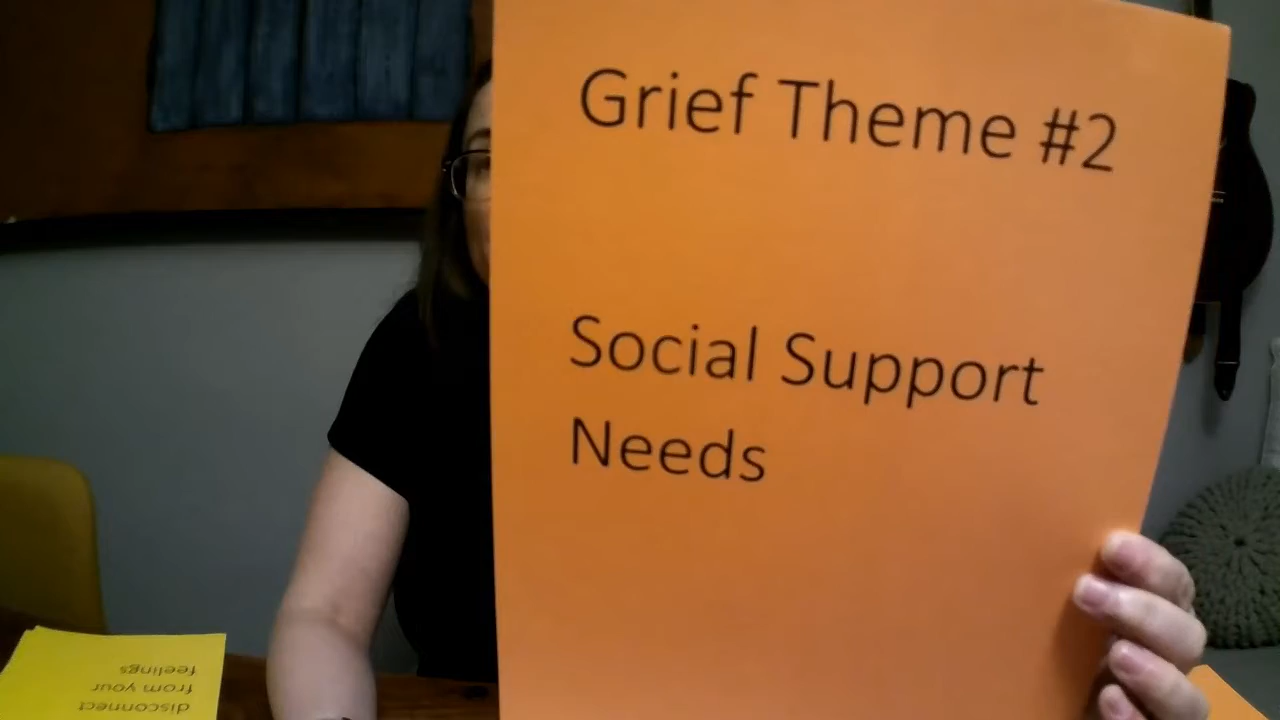 Grief Theme #2
Social Support
Needs
disconnect
from your
feelings